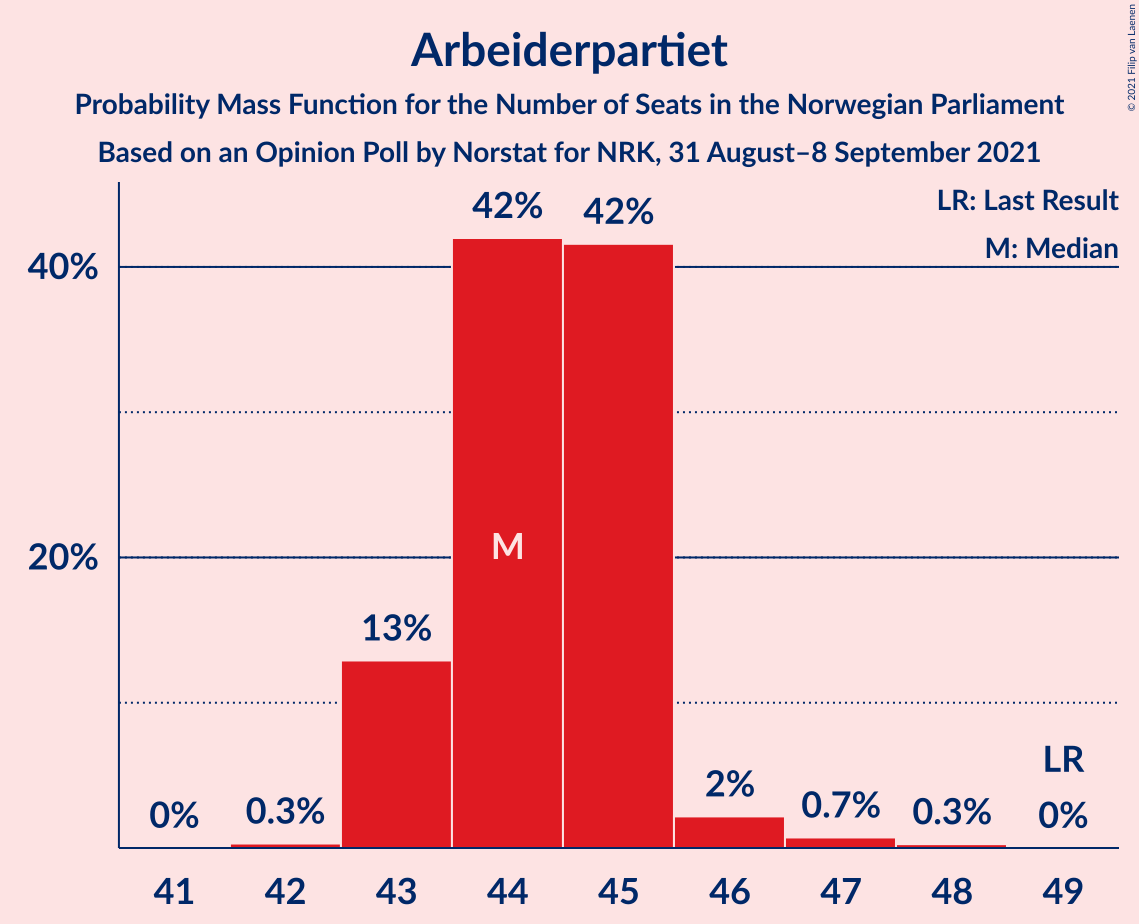 Arbeiderpartiet
Probability Mass Function for the Number of Seats in the Norwegian Parliament
Based on an Opinion Poll by Norstat for NRK, 31 August–8 September 2021
© 2021 Filip van Laenen
LR: Last Result
M: Median
40%
20%
0%
0.3%
13%
42%
M
42%
2%
0.7%
0.3%
LR
0%
41 42 43 44 45 46 47 48 49